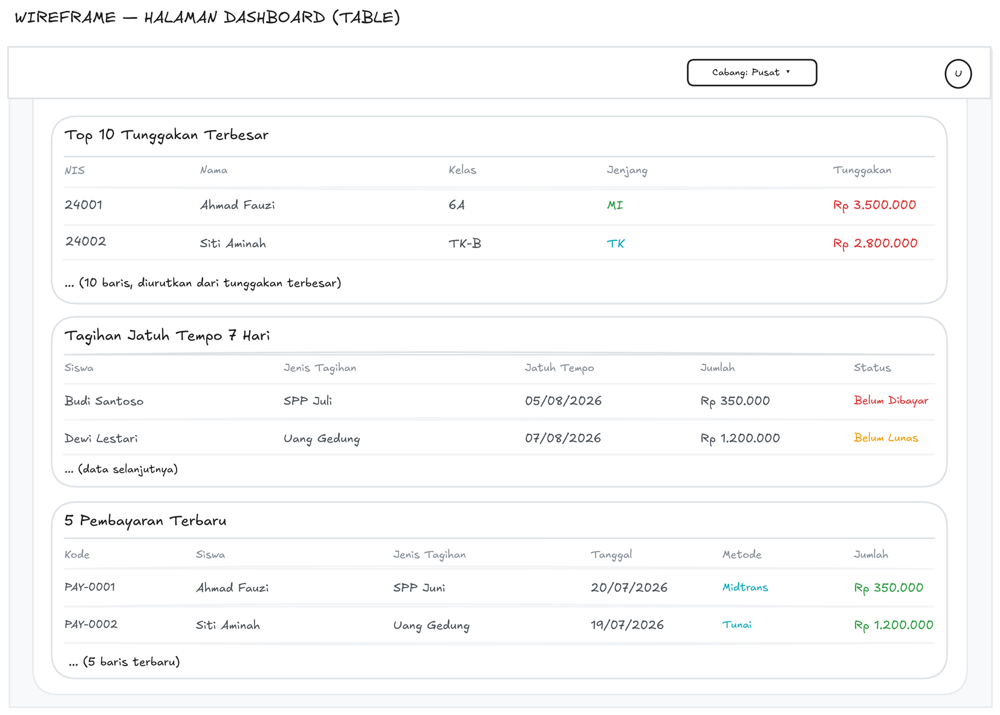 WIREFRAME — HALAMAN DASHBOARD (TABLE)
Cabang: Pusat ▾
U
Top 10 Tunggakan Terbesar
NIS Nama Kelas Jenjang Tunggakan
24001 Ahmad Fauzi 6A MI Rp 3.500.000
24002 Siti Aminah TK-B TK Rp 2.800.000
... (10 baris, diurutkan dari tunggakan terbesar)
Tagihan Jatuh Tempo 7 Hari
Siswa Jenis Tagihan Jatuh Tempo Jumlah Status
Budi Santoso SPP Juli 05/08/2026 Rp 350.000 Belum Dibayar
Dewi Lestari Uang Gedung 07/08/2026 Rp 1.200.000 Belum Lunas
... (data selanjutnya)
5 Pembayaran Terbaru
Kode Siswa Jenis Tagihan Tanggal Metode Jumlah
PAY-0001 Ahmad Fauzi SPP Juni 20/07/2026 Midtrans Rp 350.000
PAY-0002 Siti Aminah Uang Gedung 19/07/2026 Tunai Rp 1.200.000
... (5 baris terbaru)